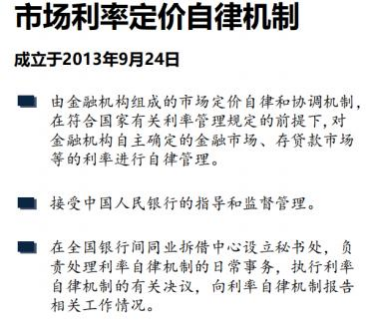 市场利率定价自律机制
成立于2013年9月24日
由金融机构组成的市场定价自律和协调机制，
在符合国家有关利率管理规定的前提下，对
金融机构自主确定的金融市场、存贷款市场
等的利率进行自律管理。
接受中国人民银行的指导和监督管理。
在全国银行间同业拆借中心设立秘书处，负
责处理利率自律机制的日常事务，执行利率
自律机制的有关决议，向利率自律机制报告
相关工作情况。